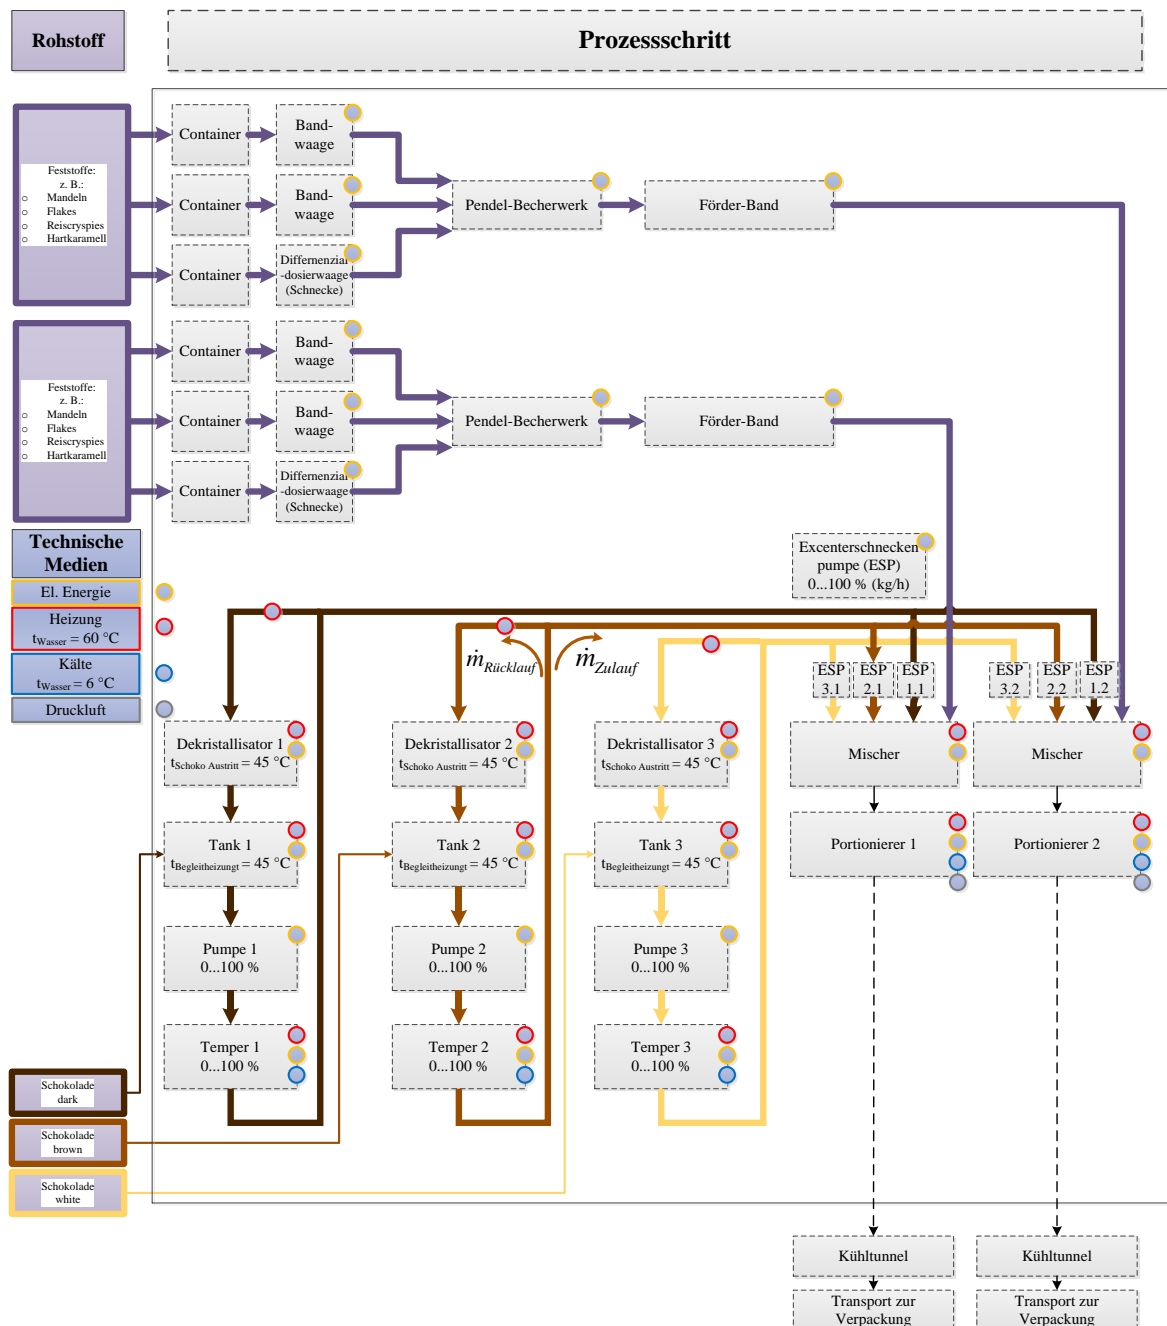 Rohstoff
Prozessschritt
Feststoffe:
z. B.:
o Mandeln
o Flakes
o Reiscryspies
o Hartkaramell
Container
Band-
waage
Container
Band-
waage
Container
Differnenzial
-dosierwaage
(Schnecke)
Pendel-Becherwerk
Förder-Band
Feststoffe:
z. B.:
o Mandeln
o Flakes
o Reiscryspies
o Hartkaramell
Container
Band-
waage
Container
Band-
waage
Container
Differnenzial
-dosierwaage
(Schnecke)
Pendel-Becherwerk
Förder-Band
Technische
Medien
El. Energie
Heizung
tWasser = 60 °C
Kälte
tWasser = 6 °C
Druckluft
Excenterschnecken
pumpe (ESP)
0...100 % (kg/h)
ṁRücklauf
ṁZulauf
ESP
3.1
ESP
2.1
ESP
1.1
ESP
3.2
ESP
2.2
ESP
1.2
Dekristallisator 1
tSchoko Austritt = 45 °C
Dekristallisator 2
tSchoko Austritt = 45 °C
Dekristallisator 3
tSchoko Austritt = 45 °C
Mischer
Mischer
Tank 1
tBegleitheizungt = 45 °C
Tank 2
tBegleitheizungt = 45 °C
Tank 3
tBegleitheizungt = 45 °C
Portionierer 1
Portionierer 2
Pumpe 1
0...100 %
Pumpe 2
0...100 %
Pumpe 3
0...100 %
Temper 1
0...100 %
Temper 2
0...100 %
Temper 3
0...100 %
Schokolade
dark
Schokolade
brown
Schokolade
white
Kühltunnel
Kühltunnel
Transport zur
Verpackung
Transport zur
Verpackung